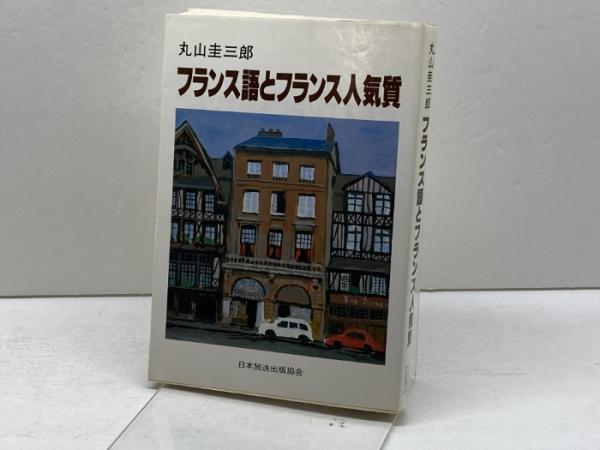 丸山圭三郎
フランス語とフランス人気質
日本放送出版協会
丸山圭三郎 フランス語とフランス人気質